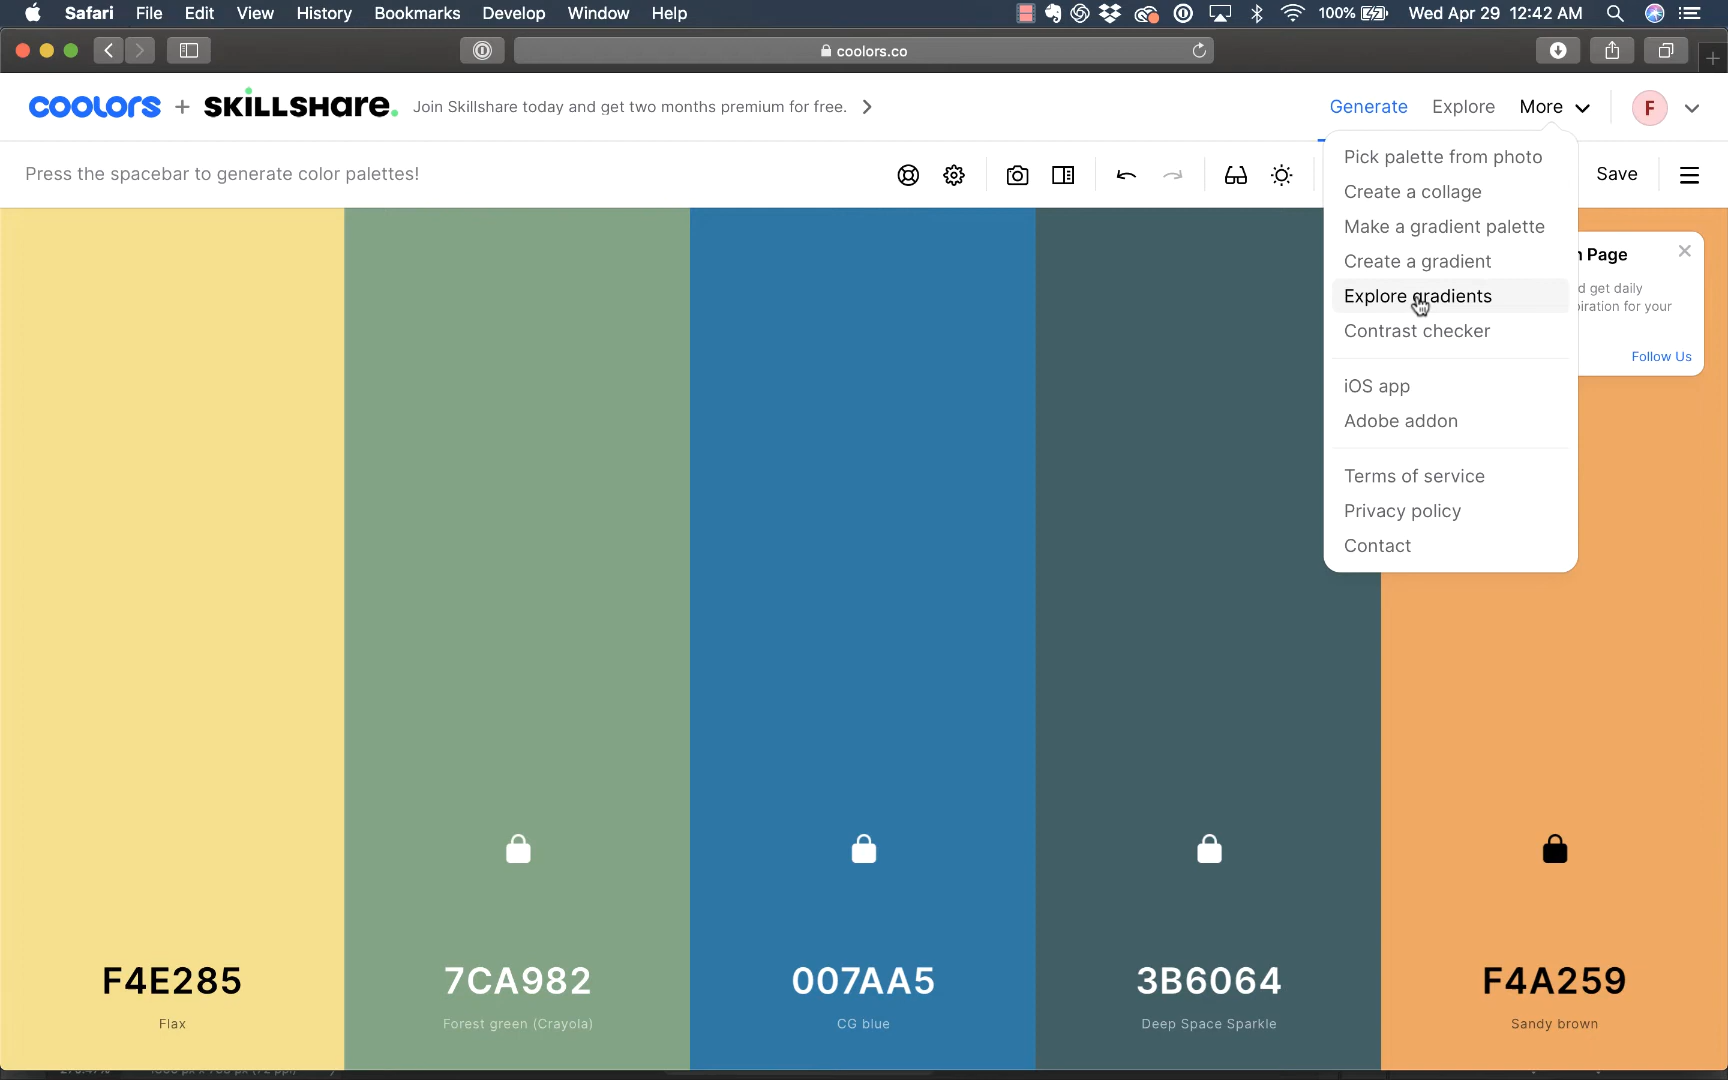 Safari File Edit View History Bookmarks Develop Window Help 100% Wed Apr 29 12:42 AM
coolors.co
coolors + SKILLSHARE. Join Skillshare today and get two months premium for free. Generate Explore More F
Press the spacebar to generate color palettes! Save
Pick palette from photo
Create a collage
Make a gradient palette
Create a gradient
Page
Explore gradients
d get daily
iration for your
Contrast checker
Follow Us
iOS app
Adobe addon
Terms of service
Privacy policy
Contact
F4E285 7CA982 007AA5 3B6064 F4A259
Flax Forest green (Crayola) CG blue Deep Space Sparkle Sandy brown